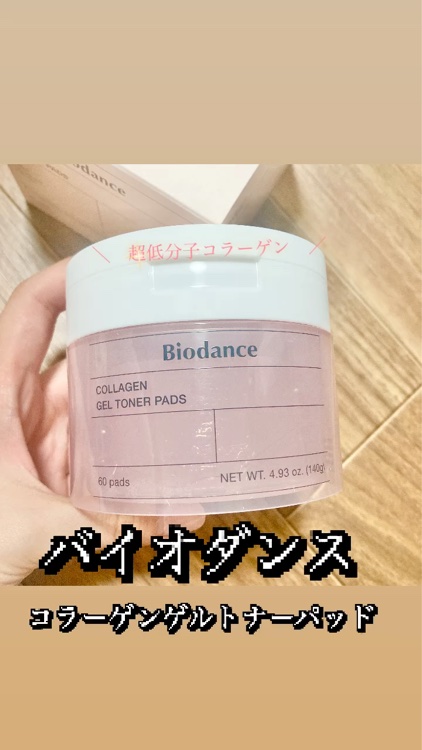 odance
＼ 超低分子コラーゲン ／
Biodance
COLLAGEN
GEL TONER PADS
60 pads
NET WT. 4.93 oz. (140g)
バイオダンス
コラーゲンゲルトナーパッド